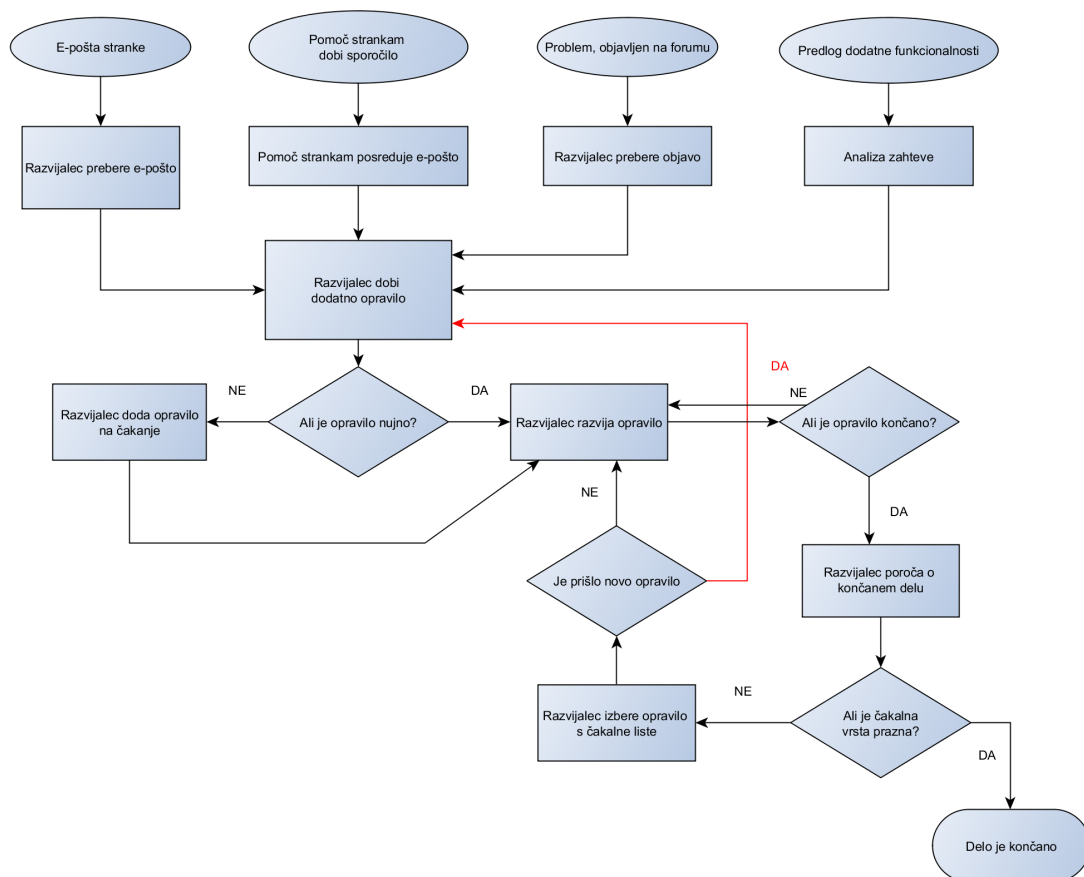 E-pošta stranke
Pomoč strankam
dobi sporočilo
Problem, objavljen na forumu
Predlog dodatne funkcionalnosti
Razvijalec prebere e-pošto
Pomoč strankam posreduje e-pošto
Razvijalec prebere objavo
Analiza zahteve
Razvijalec dobi
dodatno opravilo
DA
NE
DA
NE
Razvijalec doda opravilo
na čakanje
Ali je opravilo nujno?
Razvijalec razvija opravilo
Ali je opravilo končano?
NE
DA
Je prišlo novo opravilo
Razvijalec poroča o
končanem delu
NE
Razvijalec izbere opravilo
s čakalne liste
Ali je čakalna
vrsta prazna?
DA
Delo je končano